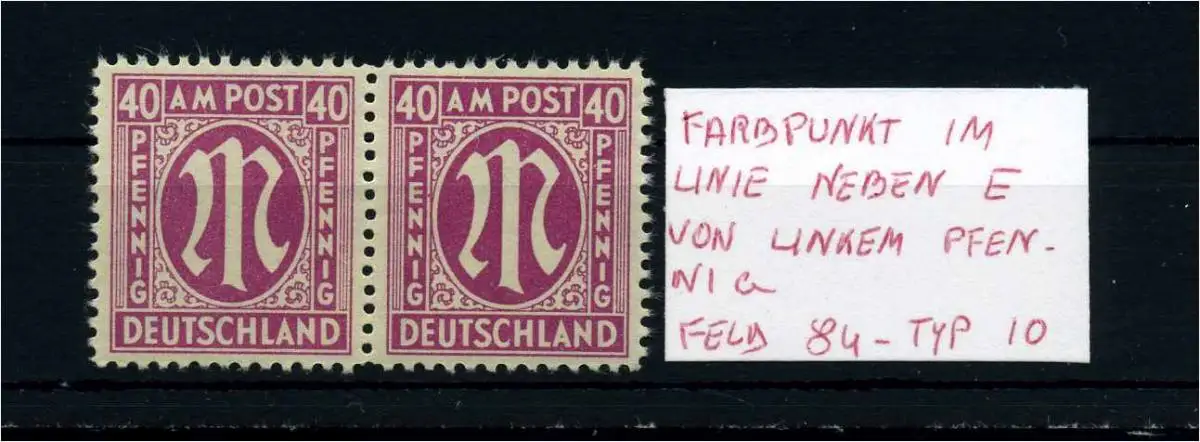 40 AM POST 40 40 AM POST 40
PFENNIG PFENNIG PFENNIG PFENNIG
DEUTSCHLAND DEUTSCHLAND
FARBPUNKT IM
LINIE NEBEN E
VON LINKEM PFEN-
NIG
FELD 84-TYP 10